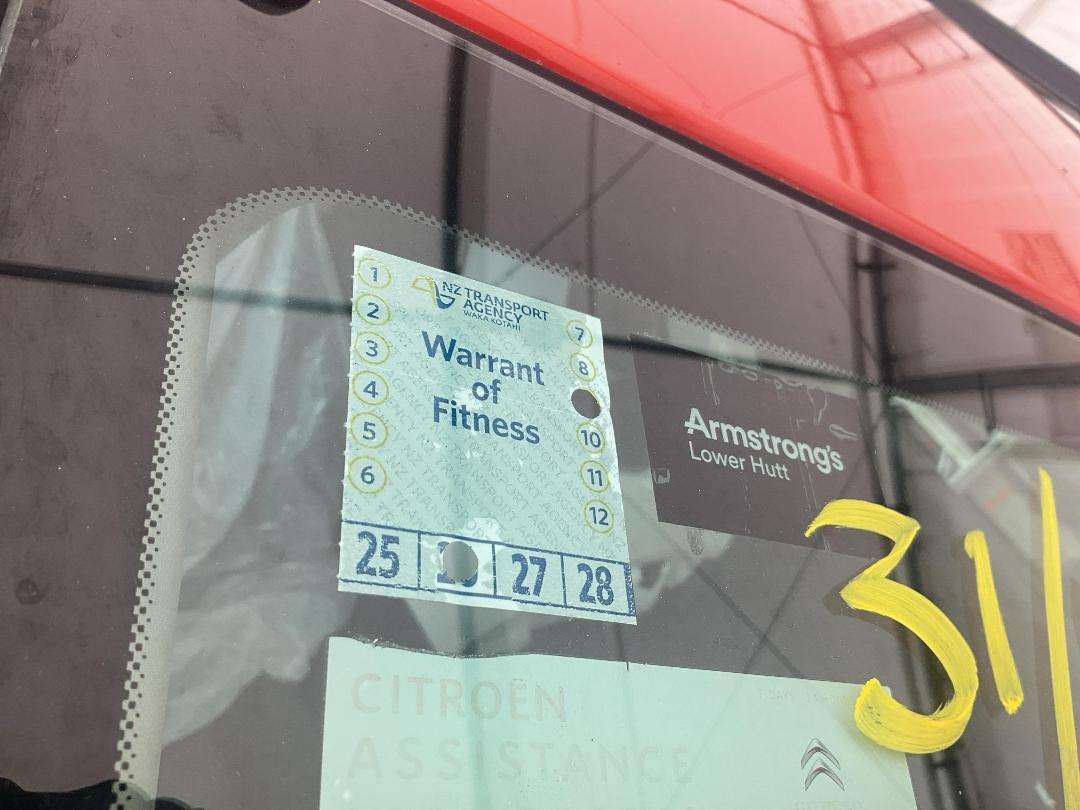 1
NZ TRANSPORT
AGENCY
WAKA KOTAHI
2
7
3
Warrant
of
Fitness
8
4
5
10
6
11
12
25
27
28
Armstrong's
Lower Hutt
31
CITROËN
ASSISTANCE